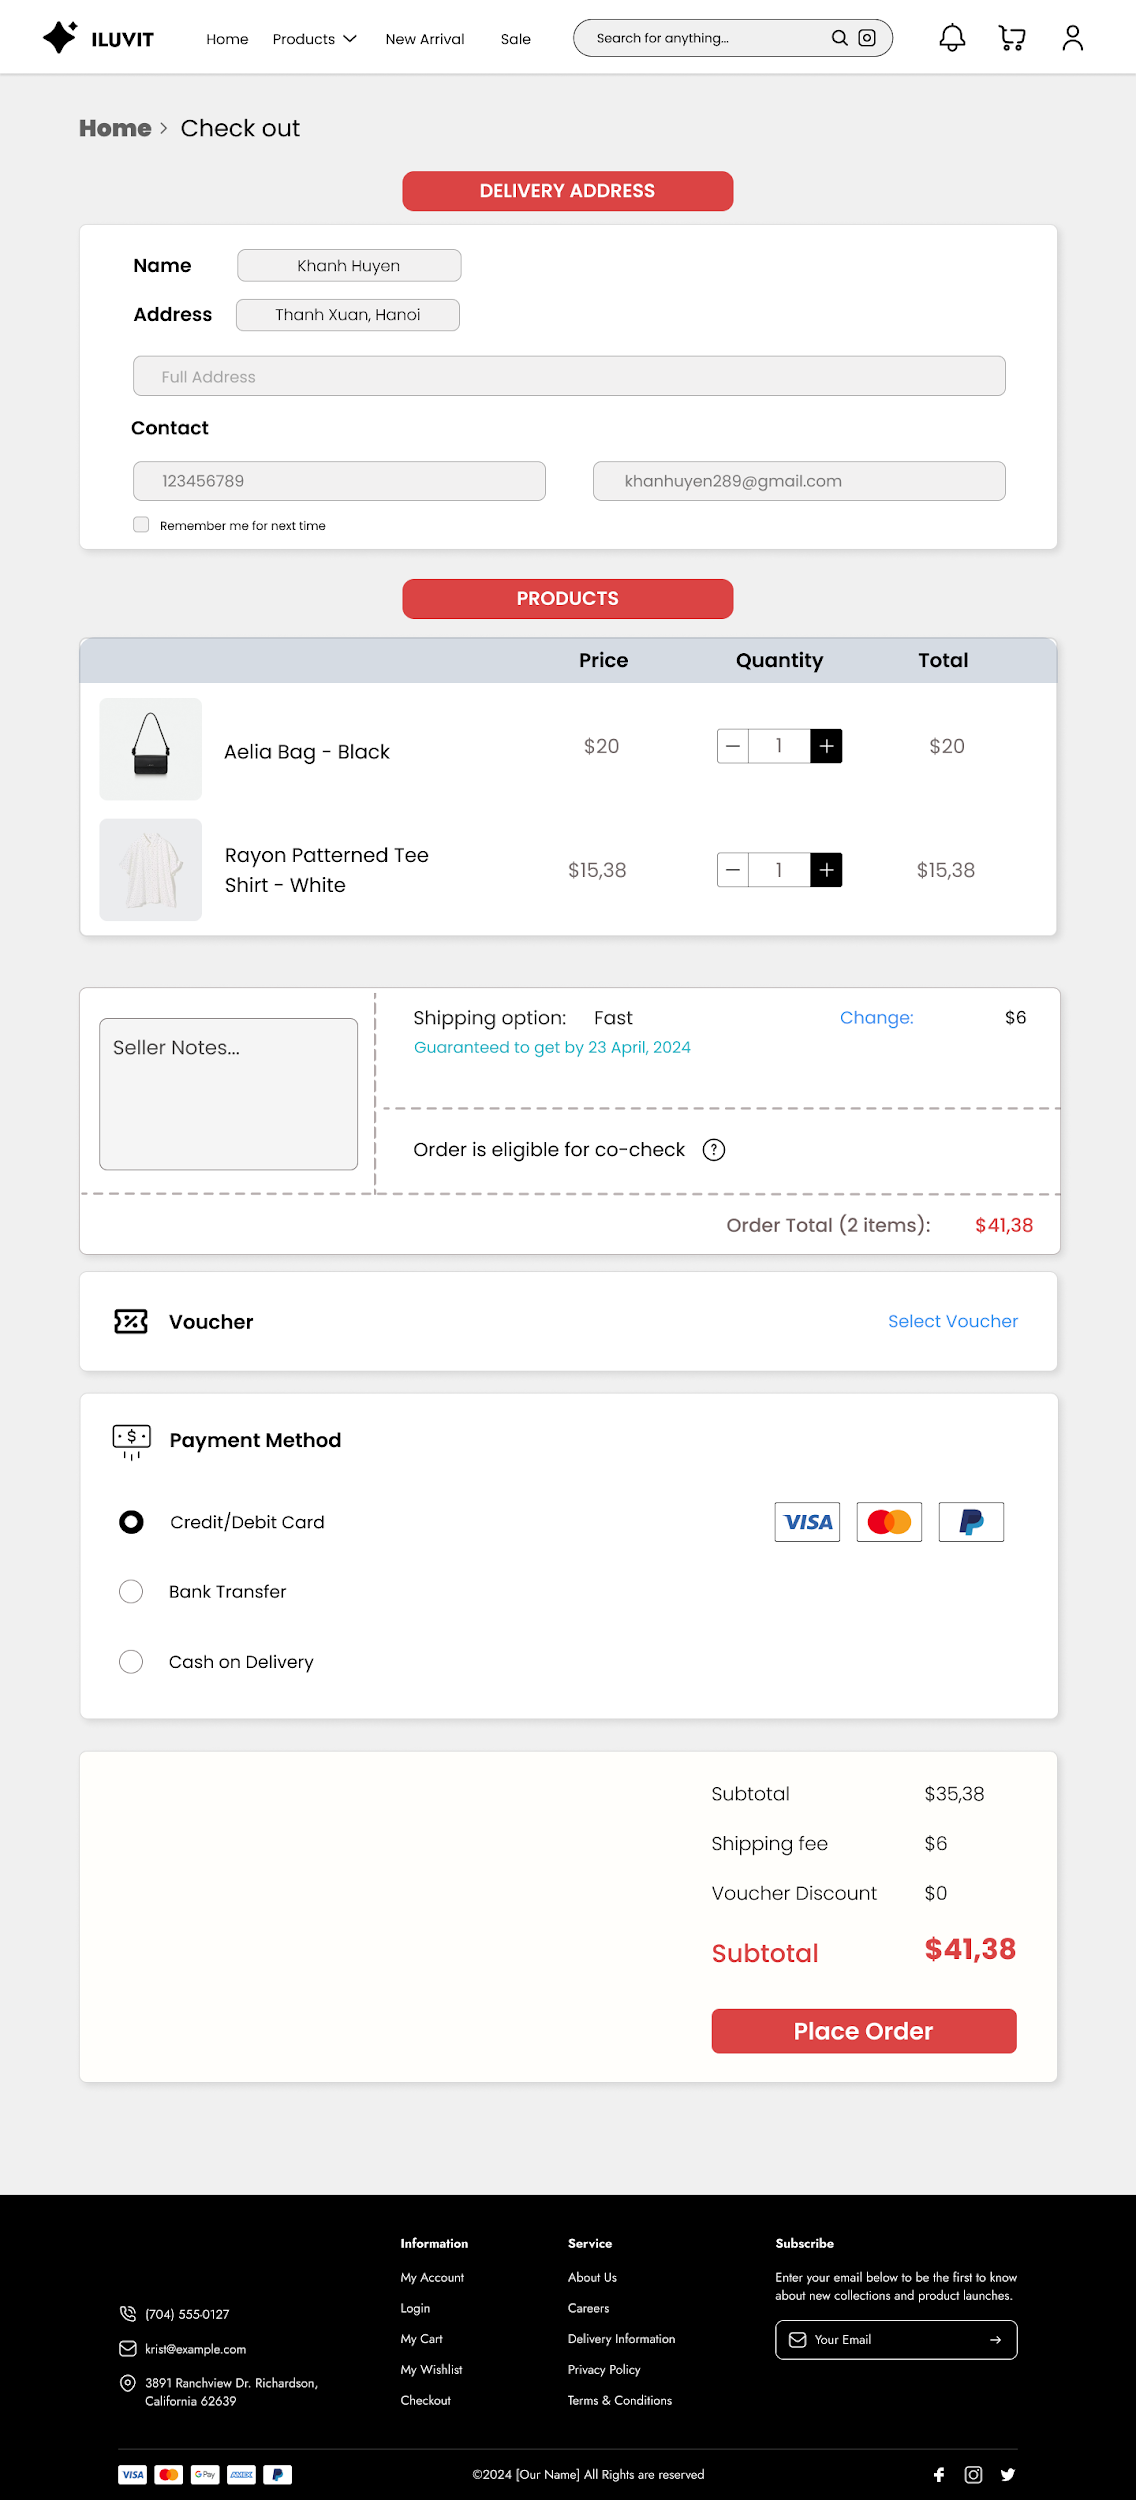 ILUVIT
Home Products New Arrival Sale
Search for anything...
Home > Check out
DELIVERY ADDRESS
Name Khanh Huyen
Address Thanh Xuan, Hanoi
Full Address
Contact
123456789 khanhuyen289@gmail.com
Remember me for next time
PRODUCTS
Price Quantity Total
Aelia Bag - Black $20 − 1 + $20
Rayon Patterned Tee
Shirt - White
$15,38 − 1 + $15,38
Seller Notes...
Shipping option: Fast Change: $6
Guaranteed to get by 23 April, 2024
Order is eligible for co-check ?
Order Total (2 items): $41,38
Voucher Select Voucher
$ Payment Method
Credit/Debit Card VISA
Bank Transfer
Cash on Delivery
Subtotal $35,38
Shipping fee $6
Voucher Discount $0
Subtotal $41,38
Place Order
(704) 555-0127
krist@example.com
3891 Ranchview Dr. Richardson,
California 62639
Information
My Account
Login
My Cart
My Wishlist
Checkout
Service
About Us
Careers
Delivery Information
Privacy Policy
Terms & Conditions
Subscribe
Enter your email below to be the first to know
about new collections and product launches.
Your Email
VISA G Pay AMEX
©2024 [Our Name] All Rights are reserved